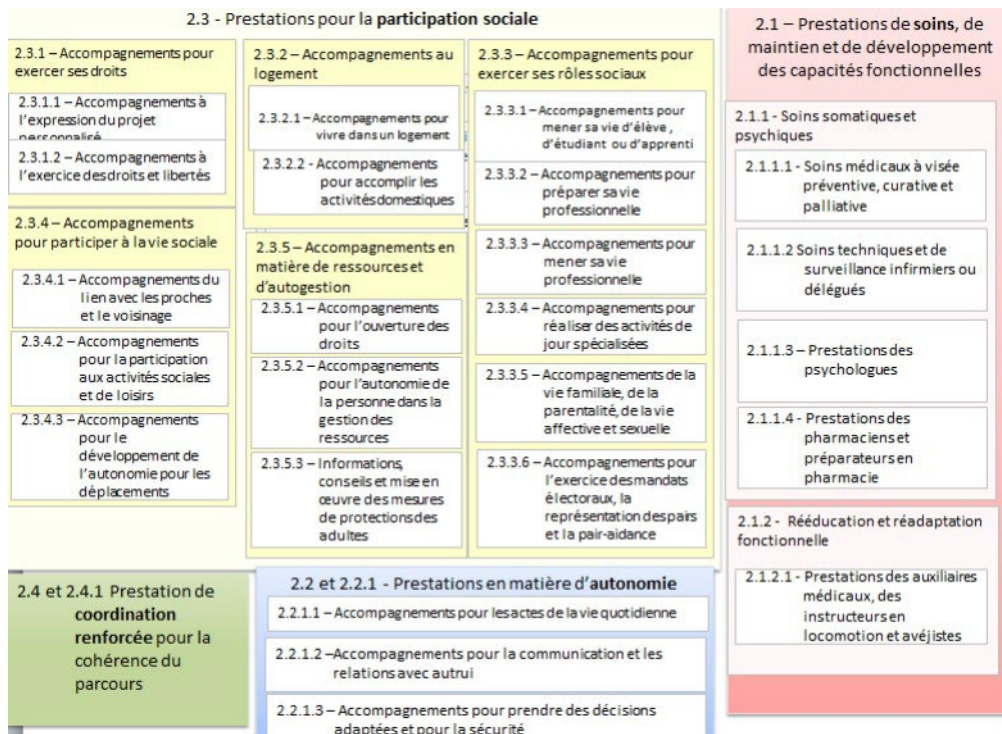 2.3 - Prestations pour la participation sociale
2.3.1 – Accompagnements pour
exercer ses droits
2.3.1.1 – Accompagnements à
l'expression du projet
personnalisé
2.3.1.2 – Accompagnements à
l'exercice des droits et libertés
2.3.4 – Accompagnements
pour participer à la vie sociale
2.3.4.1 – Accompagnements du
lien avec les proches
et le voisinage
2.3.4.2 – Accompagnements
pour la participation
aux activités sociales
et de loisirs
2.3.4.3 – Accompagnements
pour le
développement de
l'autonomie pour les
déplacements
2.3.2 – Accompagnements au
logement
2.3.2.1 – Accompagnements pour
vivre dans un logement
2.3.2.2 - Accompagnements
pour accomplir les
activités domestiques
2.3.5 – Accompagnements en
matière de ressources et
d'autogestion
2.3.5.1 – Accompagnements
pour l'ouverture des
droits
2.3.5.2 – Accompagnements
pour l'autonomie de
la personne dans la
gestion des
ressources
2.3.5.3 – Informations,
conseils et mise en
œuvre des mesures
de protections des
adultes
2.3.3 – Accompagnements pour
exercer ses rôles sociaux
2.3.3.1 – Accompagnements pour
mener sa vie d'élève ,
d'étudiant ou d'apprenti
2.3.3.2 – Accompagnements pour
préparer sa vie
professionnelle
2.3.3.3 – Accompagnements pour
mener sa vie
professionnelle
2.3.3.4 – Accompagnements pour
réaliser des activités de
jour spécialisées
2.3.3.5 – Accompagnements de la
vie familiale, de la
parentalité, de la vie
affective et sexuelle
2.3.3.6 – Accompagnements pour
l'exercice des mandats
électoraux, la
représentation des pairs
et la pair-aidance
2.1 – Prestations de soins, de
maintien et de développement
des capacités fonctionnelles
2.1.1 - Soins somatiques et
psychiques
2.1.1.1 - Soins médicaux à visée
préventive, curative et
palliative
2.1.1.2 Soins techniques et de
surveillance infirmiers ou
délégués
2.1.1.3 – Prestations des
psychologues
2.1.1.4 - Prestations des
pharmaciens et
préparateurs en
pharmacie
2.1.2 - Rééducation et réadaptation
fonctionnelle
2.1.2.1 - Prestations des auxiliaires
médicaux, des
instructeurs en
locomotion et avéjistes
2.4 et 2.4.1 Prestation de
coordination
renforcée pour la
cohérence du
parcours
2.2 et 2.2.1 - Prestations en matière d'autonomie
2.2.1.1 – Accompagnements pour les actes de la vie quotidienne
2.2.1.2 –Accompagnements pour la communication et les
relations avec autrui
2.2.1.3 – Accompagnements pour prendre des décisions
adaptées et pour la sécurité